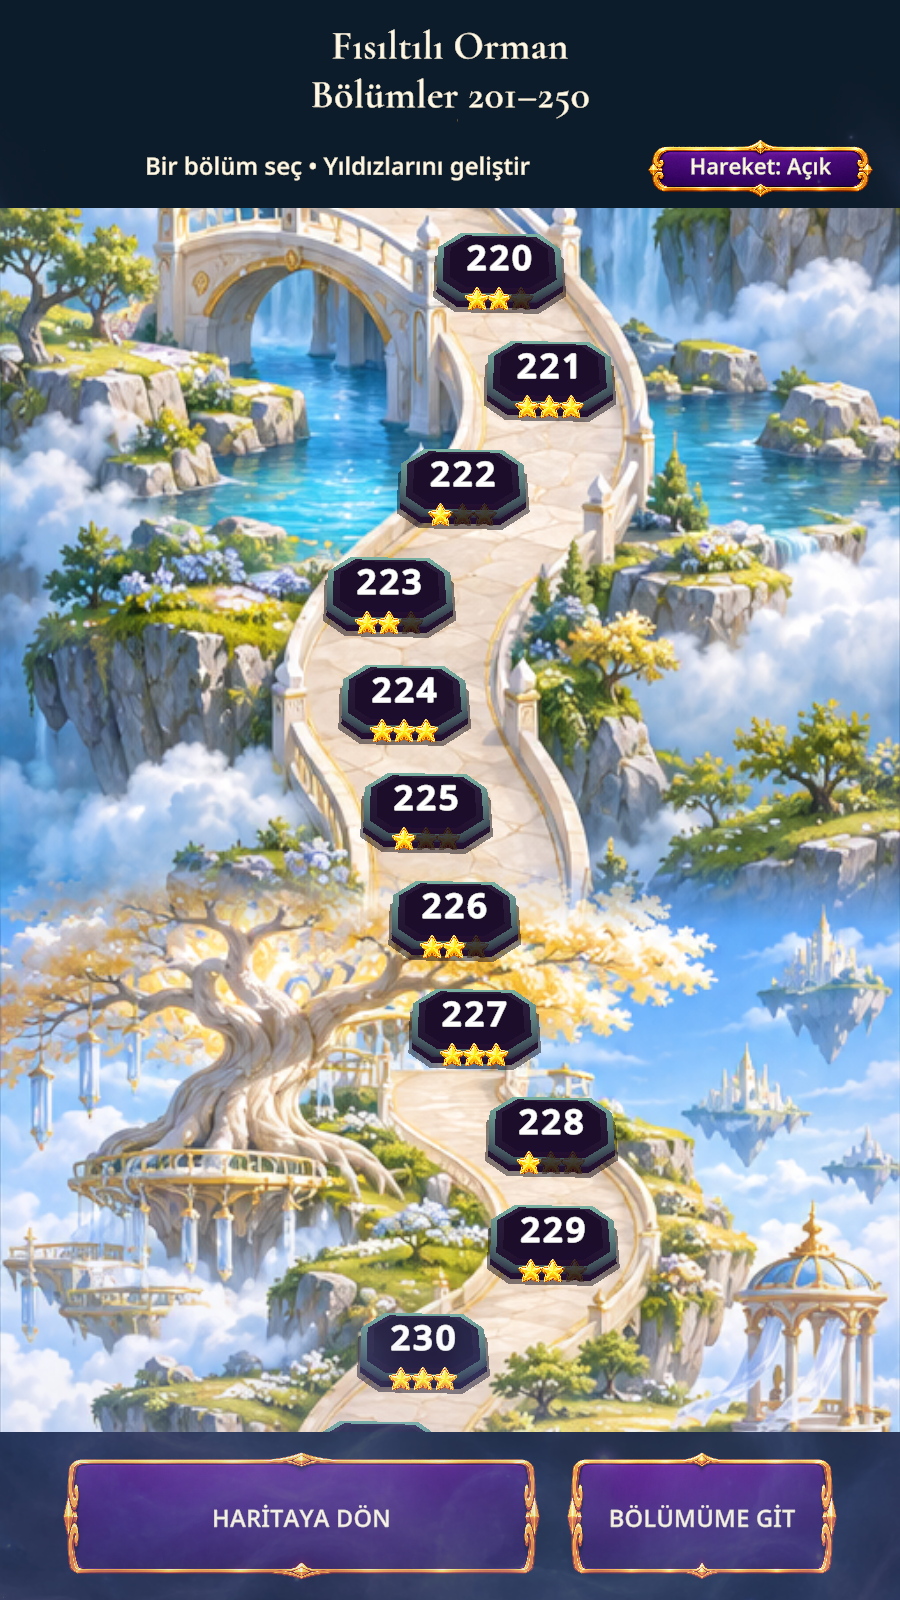 Fısıltılı Orman
Bölümler 201–250
Bir bölüm seç • Yıldızlarını geliştir
Hareket: Açık
220
221
222
223
224
225
226
227
228
229
230
HARİTAYA DÖN
BÖLÜMÜME GİT